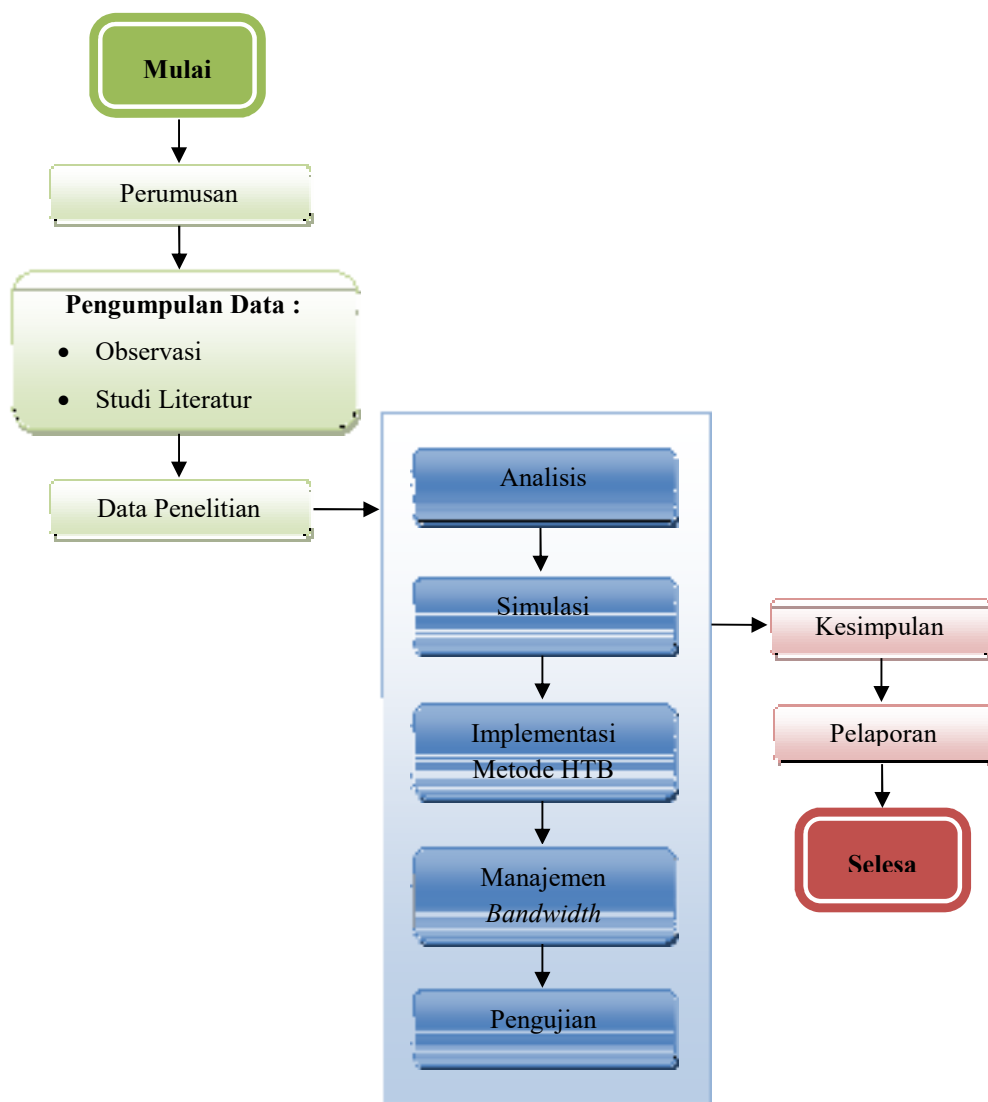 Mulai
Perumusan
Pengumpulan Data :
• Observasi
• Studi Literatur
Data Penelitian
Analisis
Simulasi
Implementasi
Metode HTB
Manajemen
Bandwidth
Pengujian
Kesimpulan
Pelaporan
Selesa